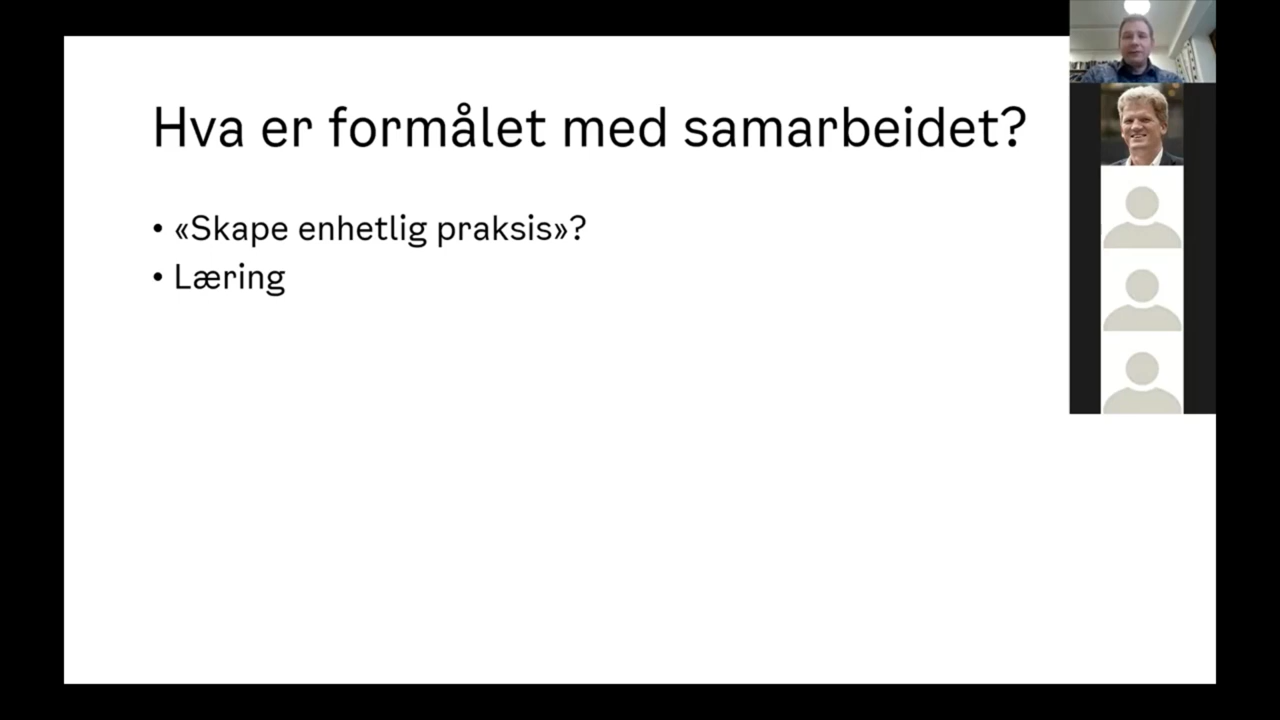 Hva er formålet med samarbeidet?
• «Skape enhetlig praksis»?
• Læring